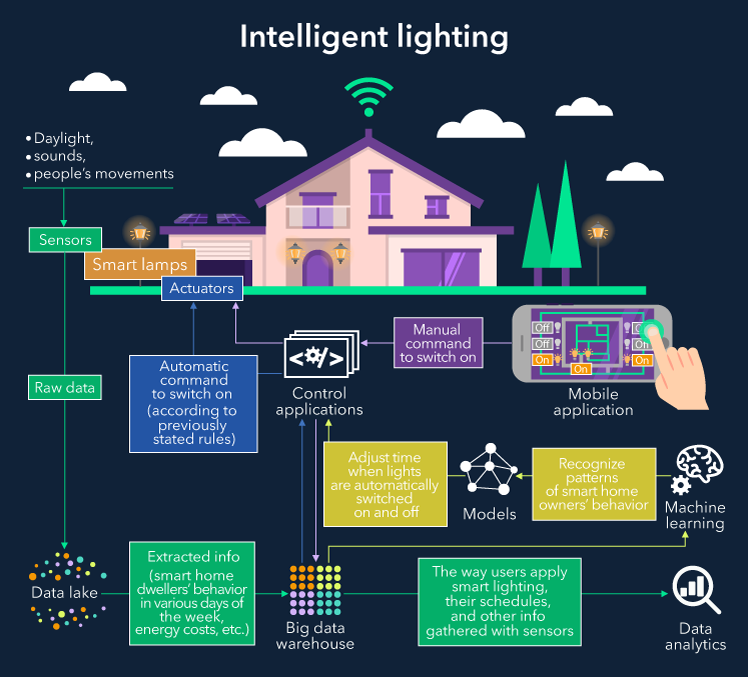 Intelligent lighting
• Daylight,
• sounds,
• people's movements
Sensors
Smart lamps
Actuators
Raw data
Automatic
command
to switch on
(according to
previously
stated rules)
</>
Control
applications
Manual
command
to switch on
Off
Off
On
On
Off
Off
On
Mobile
application
Adjust time
when lights
are automatically
switched
on and off
Models
Recognize
patterns
of smart home
owners' behavior
Machine
learning
Data lake
Extracted info
(smart home
dwellers' behavior
in various days of
the week,
energy costs, etc.)
Big data
warehouse
The way users apply
smart lighting,
their schedules,
and other info
gathered with sensors
Data
analytics